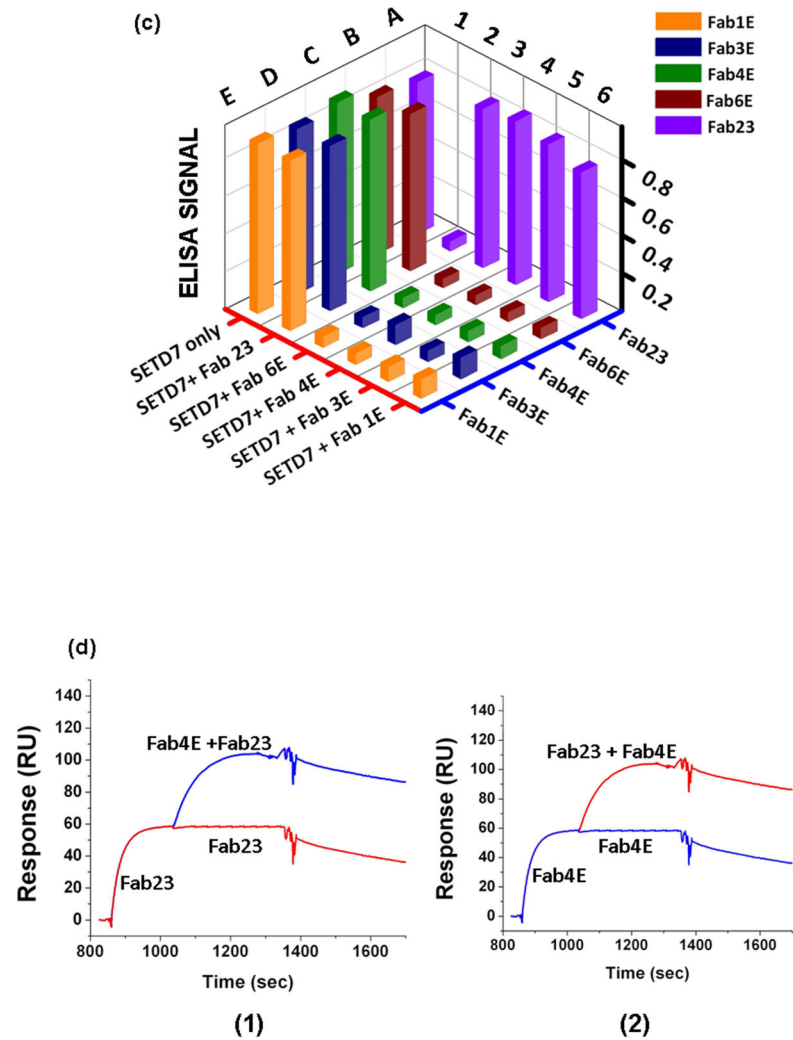 (c)
E D C B A
1 2 3 4 5 6
Fab1E
Fab3E
Fab4E
Fab6E
Fab23
ELISA SIGNAL
0.8
0.6
0.4
0.2
SETD7 only
SETD7+ Fab 23
SETD7+ Fab 6E
SETD7+ Fab 4E
SETD7 + Fab 3E
SETD7 + Fab 1E
Fab1E
Fab3E
Fab4E
Fab6E
Fab23
(d)
Response (RU)
140
120
100
80
60
40
20
0
Fab4E +Fab23
Fab23
Fab23
800 1000 1200 1400 1600
Time (sec)
(1)
Response (RU)
140
120
100
80
60
40
20
0
Fab23 + Fab4E
Fab4E
Fab4E
800 1000 1200 1400 1600
Time (sec)
(2)